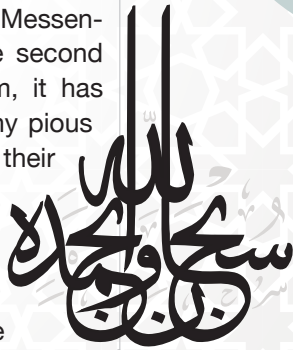 Messen-
e second
n, it has
ny pious
their
e
سبحان الله وبحمده